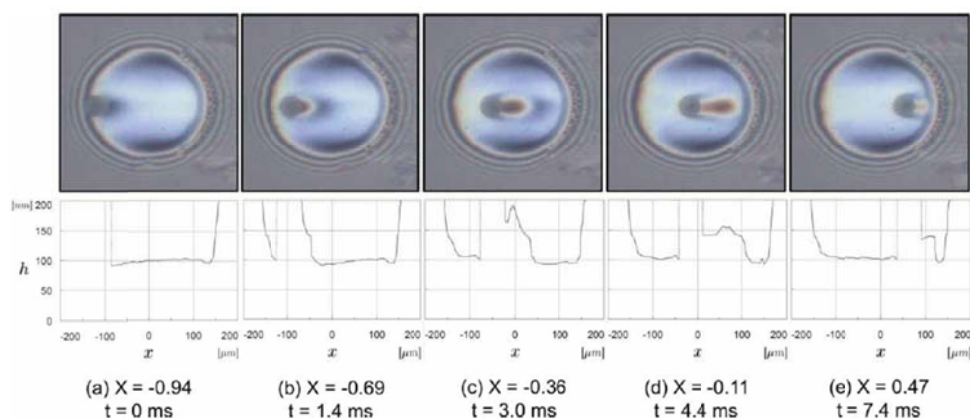 [nm] 200
150
h 100
50
0
-200 -100 0 100 200 -200 -100 0 100 200 -200 -100 0 100 200 -200 -100 0 100 200 -200 -100 0 100 200
x [μm] x [μm] x [μm] x [μm] x [μm]
(a) X = -0.94 (b) X = -0.69 (c) X = -0.36 (d) X = -0.11 (e) X = 0.47
t = 0 ms t = 1.4 ms t = 3.0 ms t = 4.4 ms t = 7.4 ms